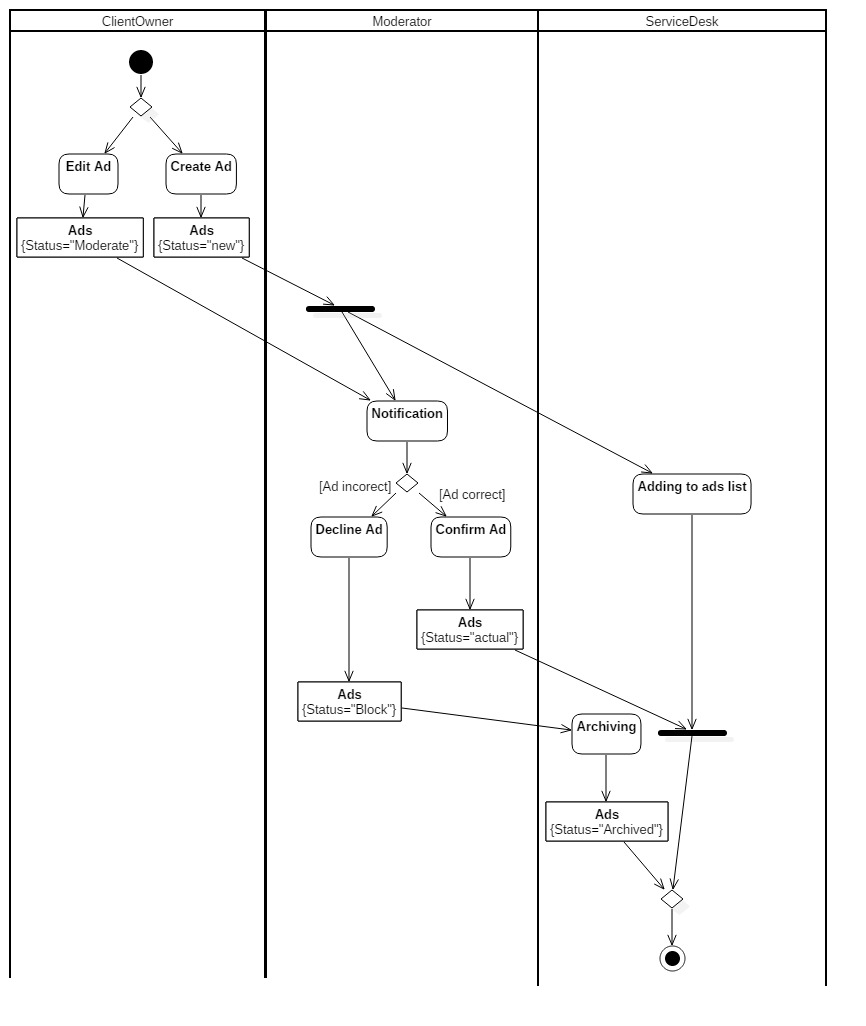 ClientOwner
Moderator
ServiceDesk
Edit Ad
Create Ad
Ads
{Status="Moderate"}
Ads
{Status="new"}
Notification
[Ad incorect]
[Ad correct]
Adding to ads list
Decline Ad
Confirm Ad
Ads
{Status="actual"}
Ads
{Status="Block"}
Archiving
Ads
{Status="Archived"}